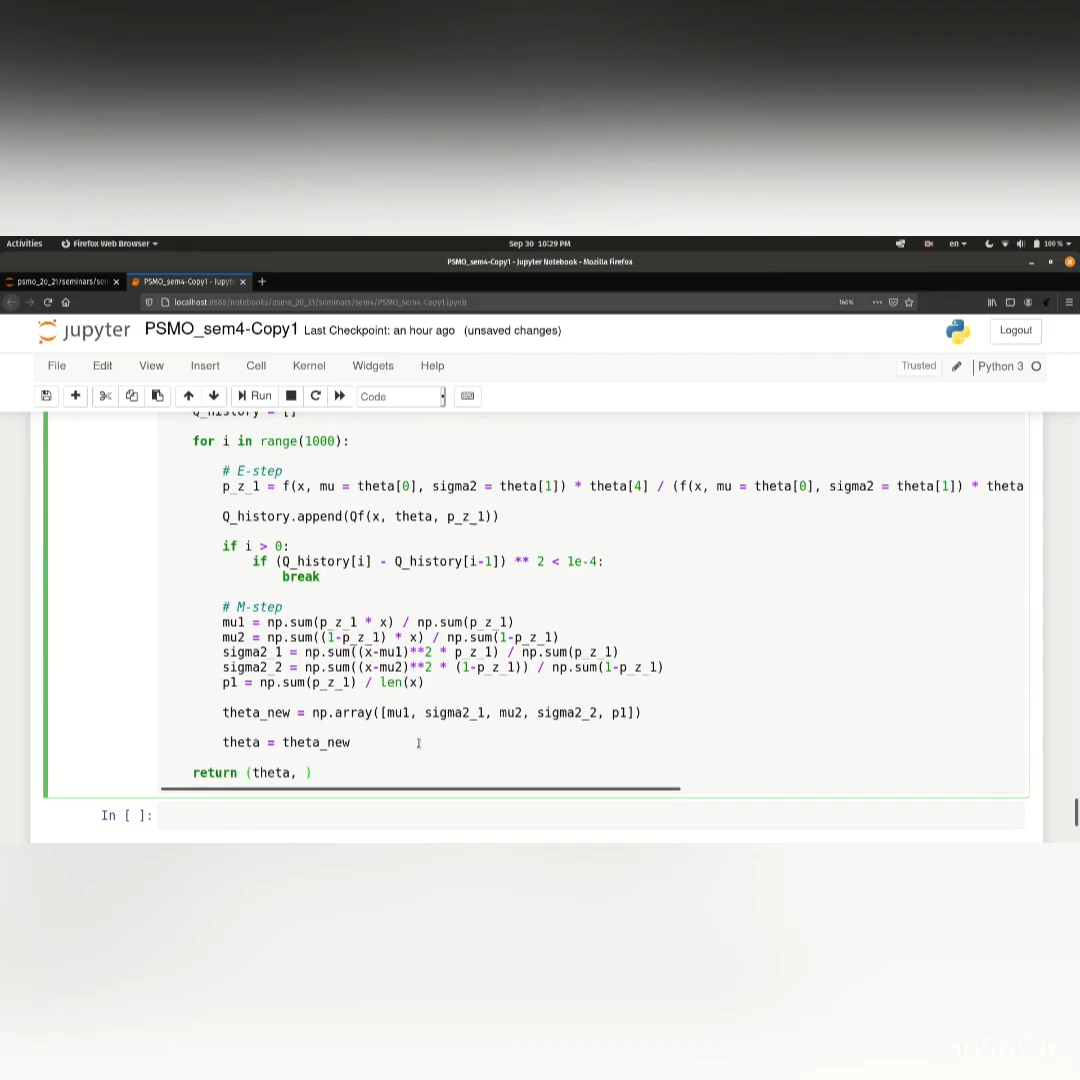 Activities Firefox Web Browser Sep 30 10:29 PM en 100 %
PSMO_sem4-Copy1 - Jupyter Notebook - Mozilla Firefox
psmo_20_21/seminars/sem PSMO_sem4-Copy1 - Jupyte
localhost:8888/notebooks/psmo_20_21/seminars/sem4/PSMO_sem4-Copy1.ipynb
jupyter PSMO_sem4-Copy1 Last Checkpoint: an hour ago (unsaved changes) Logout
File Edit View Insert Cell Kernel Widgets Help Trusted Python 3
Run Code
Q_history = []
for i in range(1000):
# E-step
p_z_1 = f(x, mu = theta[0], sigma2 = theta[1]) * theta[4] / (f(x, mu = theta[0], sigma2 = theta[1]) * theta
Q_history.append(Qf(x, theta, p_z_1))
if i > 0:
if (Q_history[i] - Q_history[i-1]) ** 2 < 1e-4:
break
# M-step
mu1 = np.sum(p_z_1 * x) / np.sum(p_z_1)
mu2 = np.sum((1-p_z_1) * x) / np.sum(1-p_z_1)
sigma2_1 = np.sum((x-mu1)**2 * p_z_1) / np.sum(p_z_1)
sigma2_2 = np.sum((x-mu2)**2 * (1-p_z_1)) / np.sum(1-p_z_1)
p1 = np.sum(p_z_1) / len(x)
theta_new = np.array([mu1, sigma2_1, mu2, sigma2_2, p1])
theta = theta_new
return (theta, )
In [ ]: